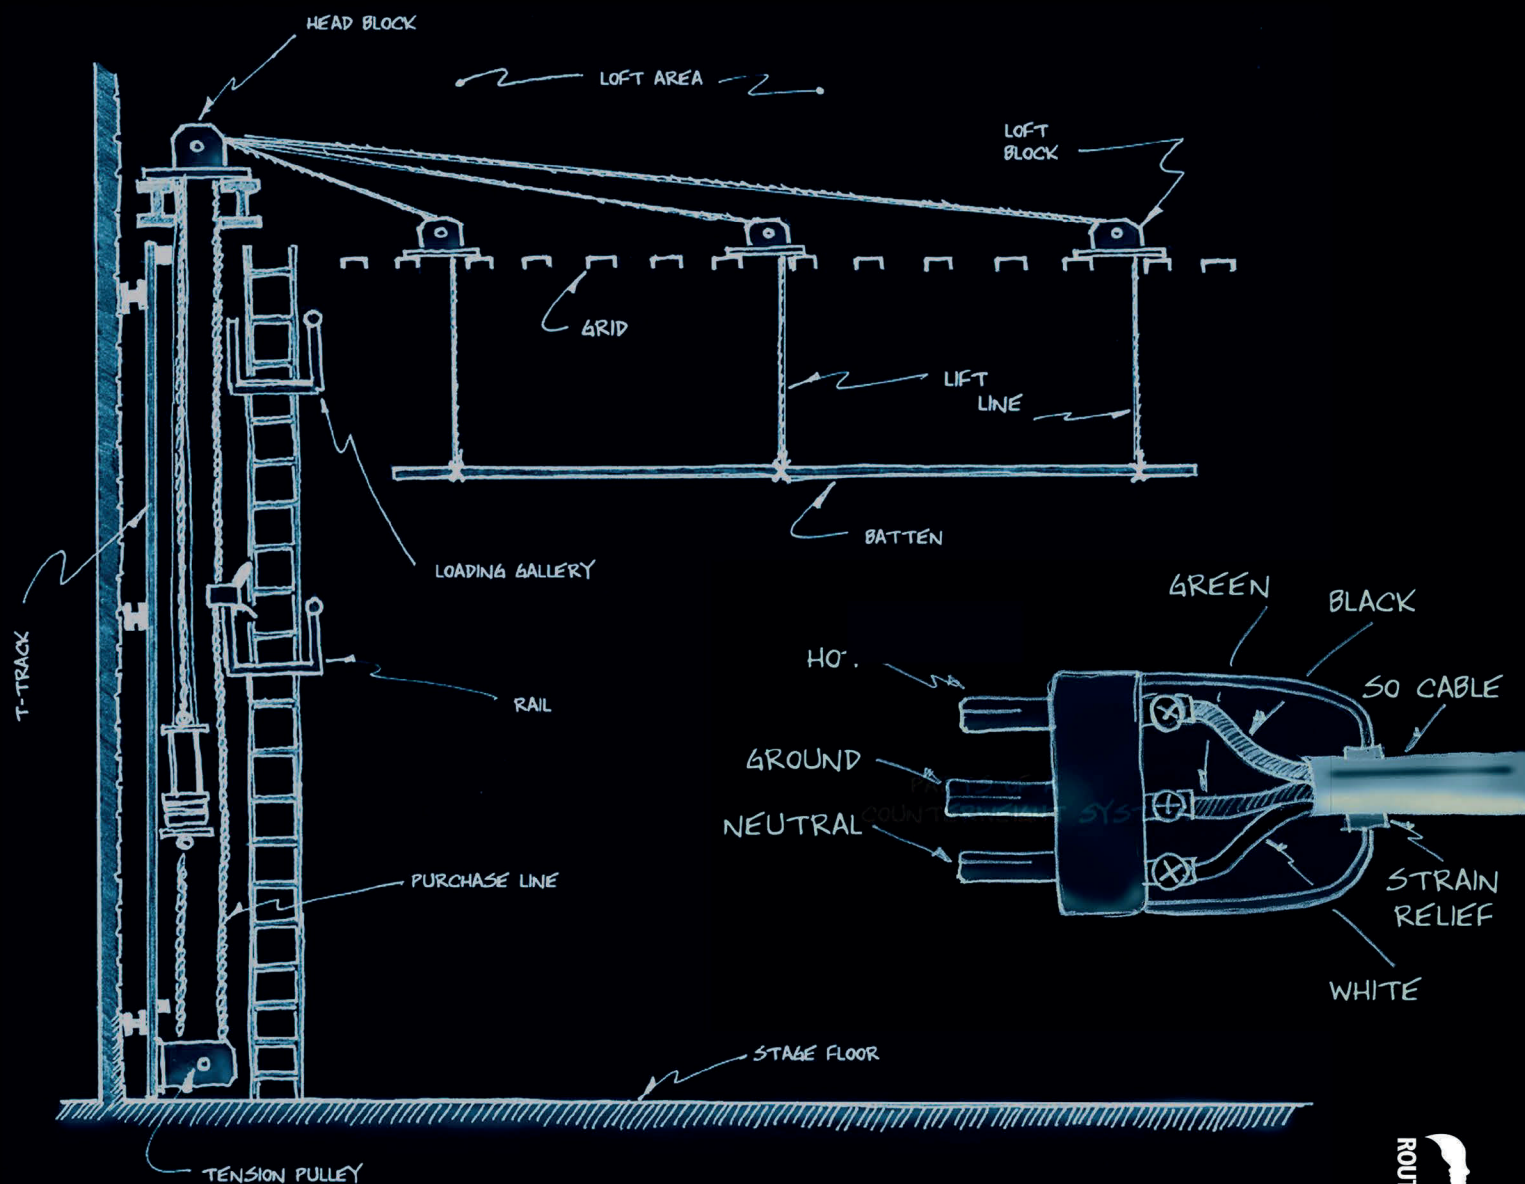 HEAD BLOCK
LOFT AREA
LOFT
BLOCK
GRID
LIFT
LINE
BATTEN
LOADING GALLERY
T-TRACK
RAIL
PURCHASE LINE
STAGE FLOOR
TENSION PULLEY
GREEN
BLACK
SO CABLE
GROUND
NEUTRAL
STRAIN
RELIEF
WHITE